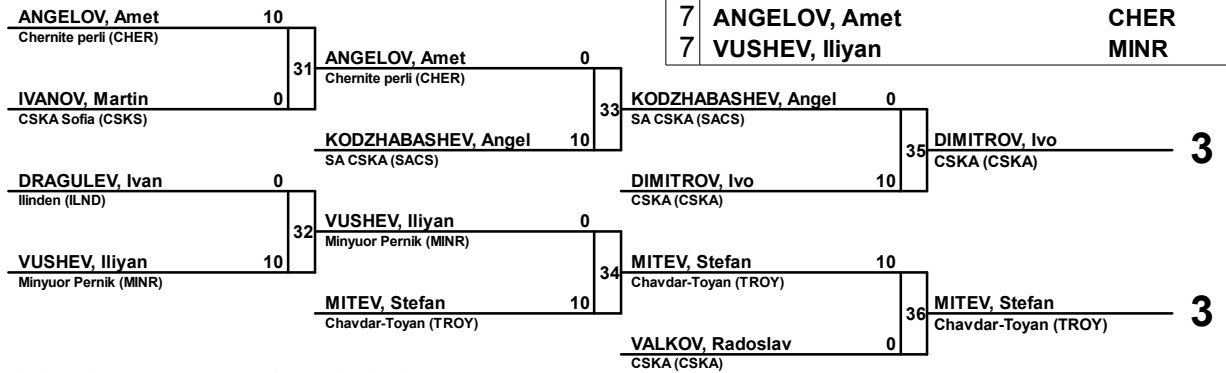 ANGELOV, Amet 10
Chernite perli (CHER)
7 ANGELOV, Amet CHER
7 VUSHEV, Iliyan MINR
31
ANGELOV, Amet 0
Chernite perli (CHER)
IVANOV, Martin 0
CSKA Sofia (CSKS)
33
KODZHABASHEV, Angel 0
SA CSKA (SACS)
KODZHABASHEV, Angel 10
SA CSKA (SACS)
35
DIMITROV, Ivo
CSKA (CSKA)
3
DRAGULEV, Ivan 0
Ilinden (ILND)
DIMITROV, Ivo 10
CSKA (CSKA)
32
VUSHEV, Iliyan 0
Minyuor Pernik (MINR)
VUSHEV, Iliyan 10
Minyuor Pernik (MINR)
34
MITEV, Stefan 10
Chavdar-Toyan (TROY)
MITEV, Stefan 10
Chavdar-Toyan (TROY)
36
MITEV, Stefan
Chavdar-Toyan (TROY)
3
VALKOV, Radoslav 0
CSKA (CSKA)